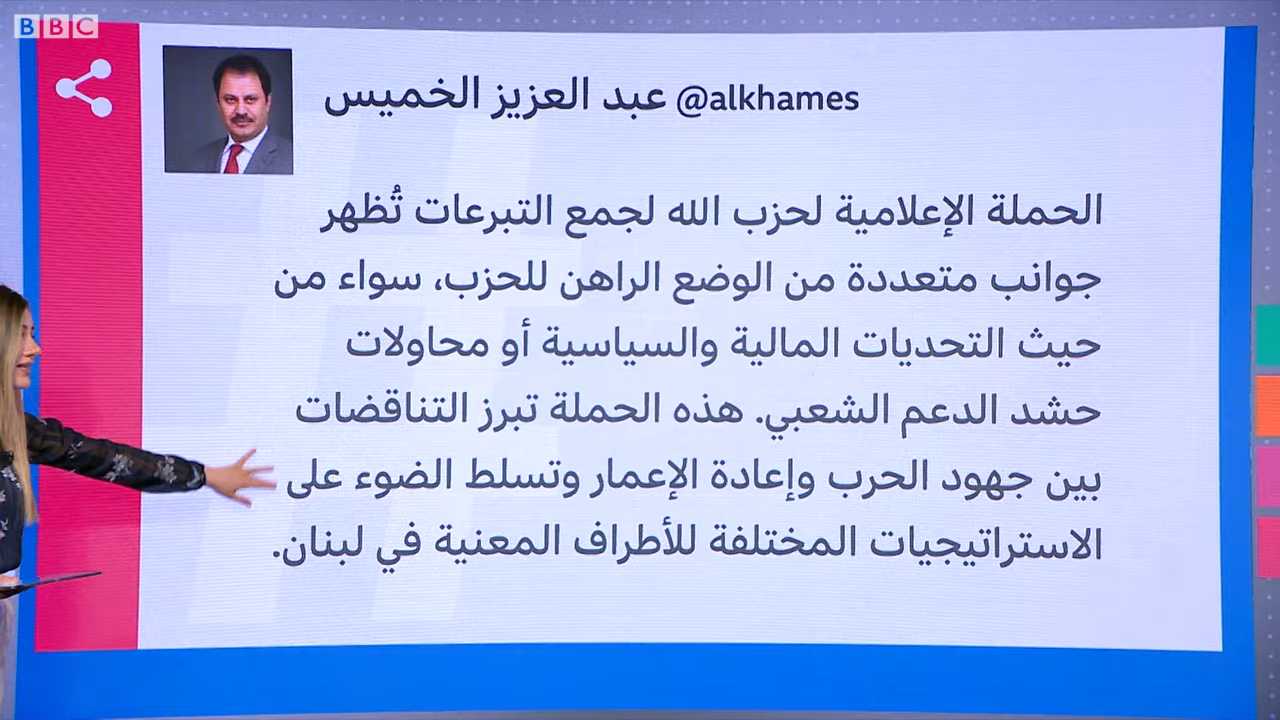 BBC
عبد العزيز الخميس @alkhames
الحملة الإعلامية لحزب الله لجمع التبرعات تُظهر
جوانب متعددة من الوضع الراهن للحزب، سواء من
حيث التحديات المالية والسياسية أو محاولات
حشد الدعم الشعبي. هذه الحملة تبرز التناقضات
بين جهود الحرب وإعادة الإعمار وتسلط الضوء على
الاستراتيجيات المختلفة للأطراف المعنية في لبنان.